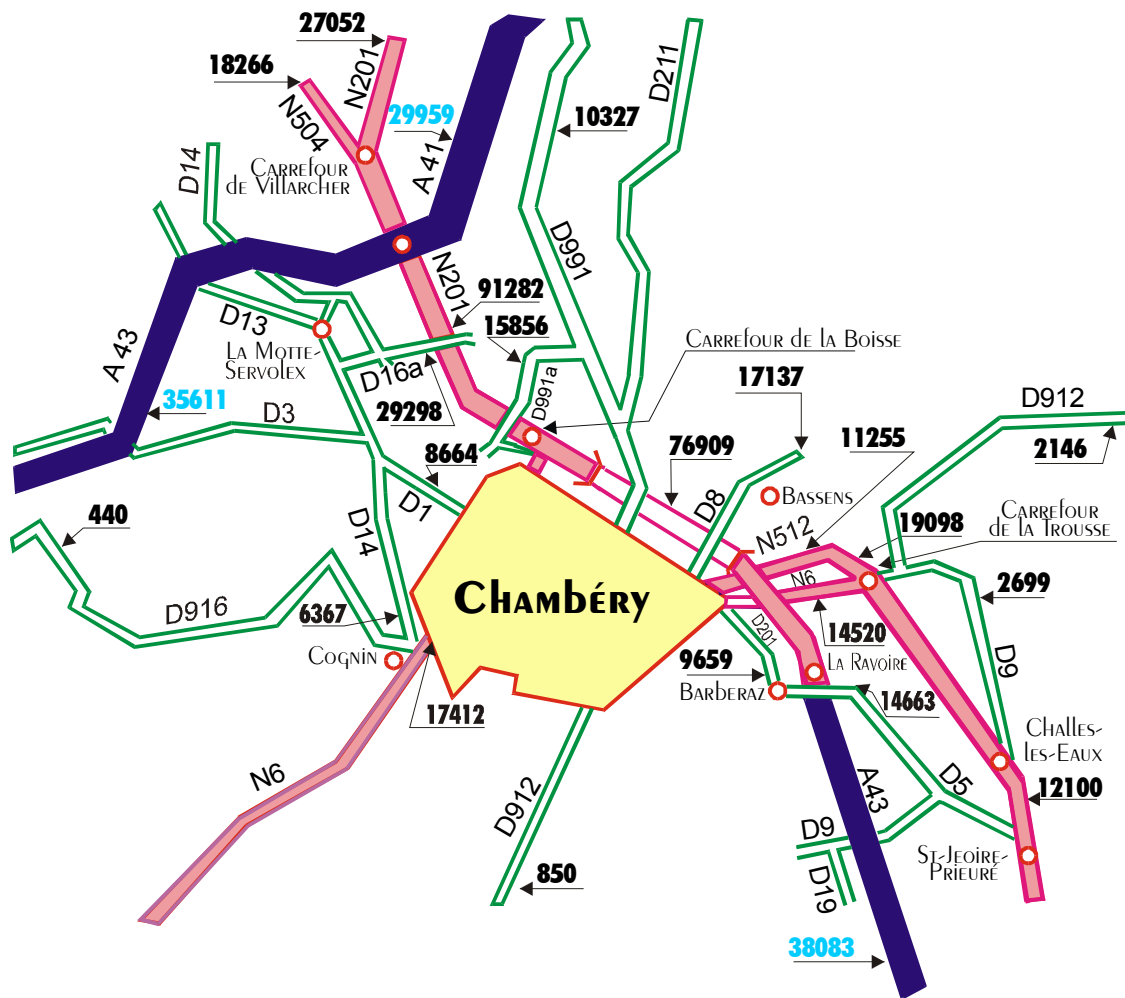 27052
18266
N201
N504
29959
A 41
10327
D211
D14
Carrefour
de Villarcher
D991
N201
91282
15856
D13
La Motte-
Servolex
A 43
35611
D16a
29298
D991a
Carrefour de la Boisse
17137
D912
2146
11255
76909
D3
8664
D1
D8
Bassens
19098
Carrefour
de la Trousse
440
D14
N512
N6
2699
D916
Chambéry
6367
Cognin
D201
14520
9659
La Ravoire
Barberaz
14663
D9
17412
Challes-
les-Eaux
N6
D912
A43
D5
12100
D9
St-Jeoire-
Prieuré
850
D19
38083